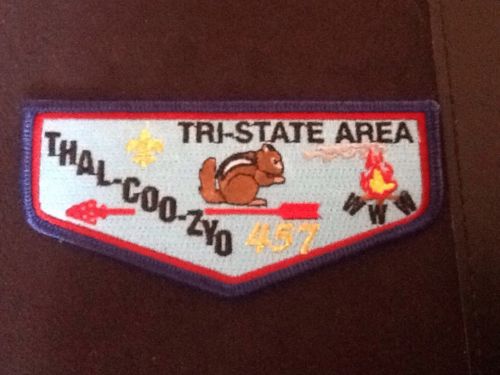 TRI-STATE AREA
THAL-COO-ZYO
457
WWW